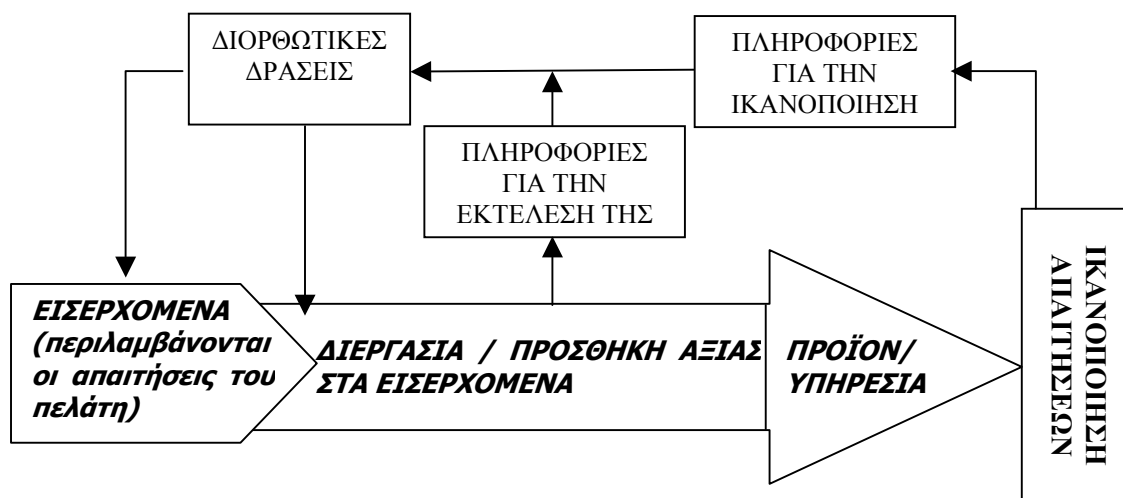 ΔΙΟΡΘΩΤΙΚΕΣ
ΔΡΑΣΕΙΣ
ΠΛΗΡΟΦΟΡΙΕΣ
ΓΙΑ ΤΗΝ
ΙΚΑΝΟΠΟΙΗΣΗ
ΠΛΗΡΟΦΟΡΙΕΣ
ΓΙΑ ΤΗΝ
ΕΚΤΕΛΕΣΗ ΤΗΣ
ΕΙΣΕΡΧΟΜΕΝΑ
(περιλαμβάνονται
οι απαιτήσεις του
πελάτη)
ΔΙΕΡΓΑΣΙΑ / ΠΡΟΣΘΗΚΗ ΑΞΙΑΣ
ΣΤΑ ΕΙΣΕΡΧΟΜΕΝΑ
ΠΡΟΪΟΝ/
ΥΠΗΡΕΣΙΑ
ΙΚΑΝΟΠΟΙΗΣΗ
ΑΠΑΙΤΗΣΕΩΝ